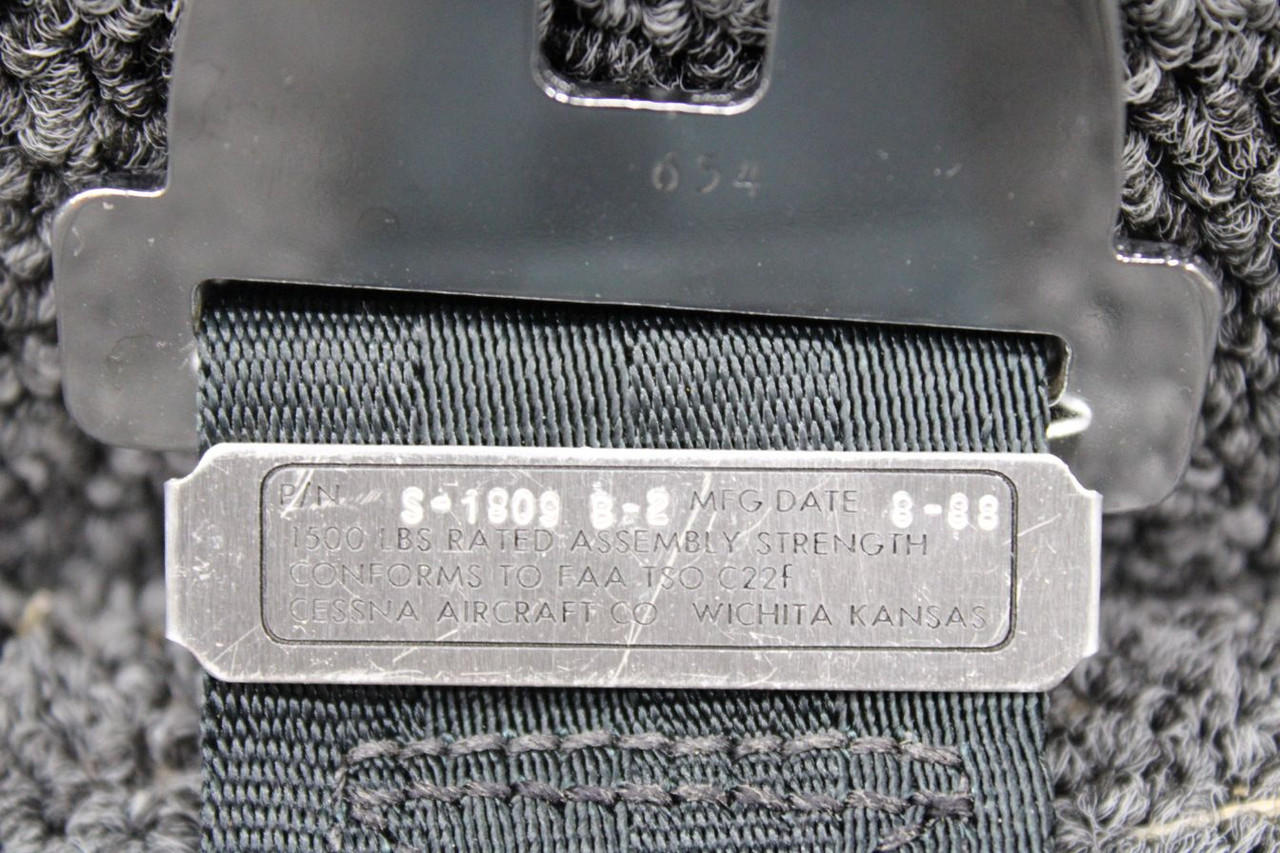 654
P/N S-1809 B-2 MFG DATE 8-88
1500 LBS RATED ASSEMBLY STRENGTH
CONFORMS TO FAA TSO C22f
CESSNA AIRCRAFT CO WICHITA KANSAS